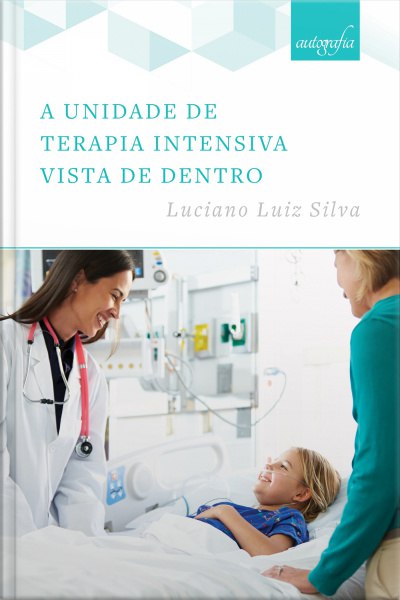 autografia
A UNIDADE DE
TERAPIA INTENSIVA
VISTA DE DENTRO
Luciano Luiz Silva